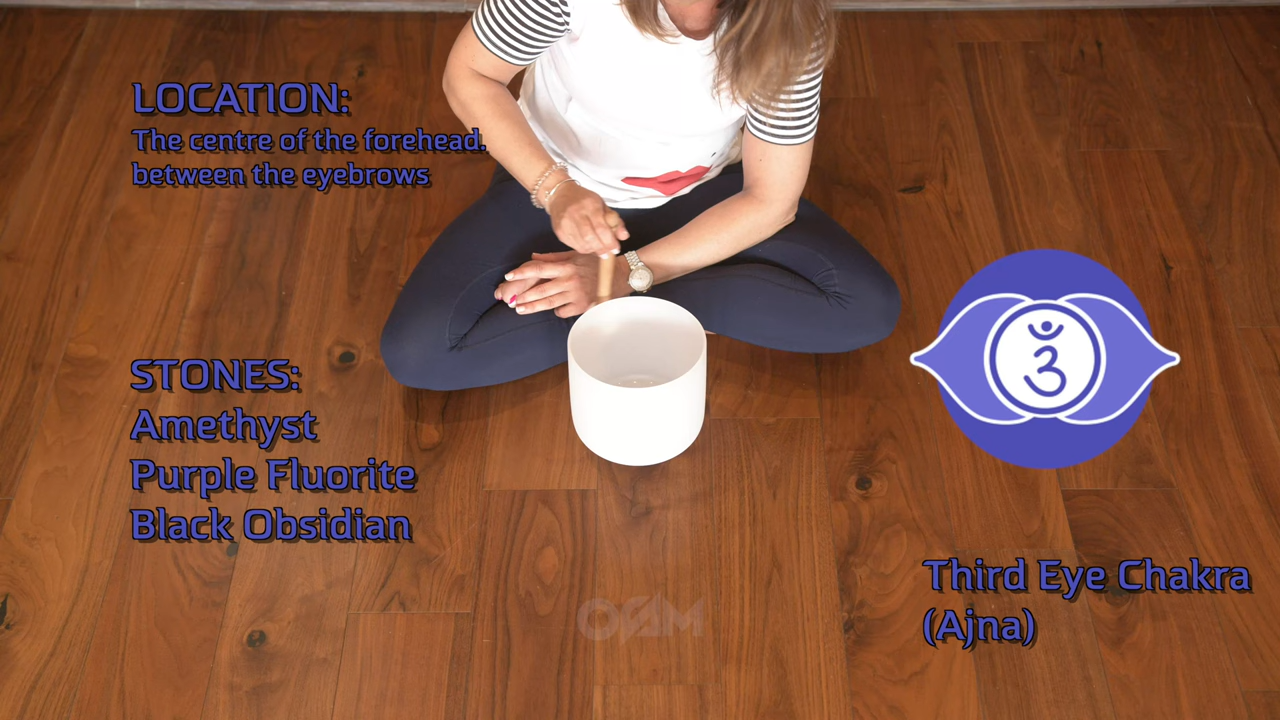 LOCATION:
The centre of the forehead,
between the eyebrows
STONES:
Amethyst
Purple Fluorite
Black Obsidian
Third Eye Chakra
(Ajna)